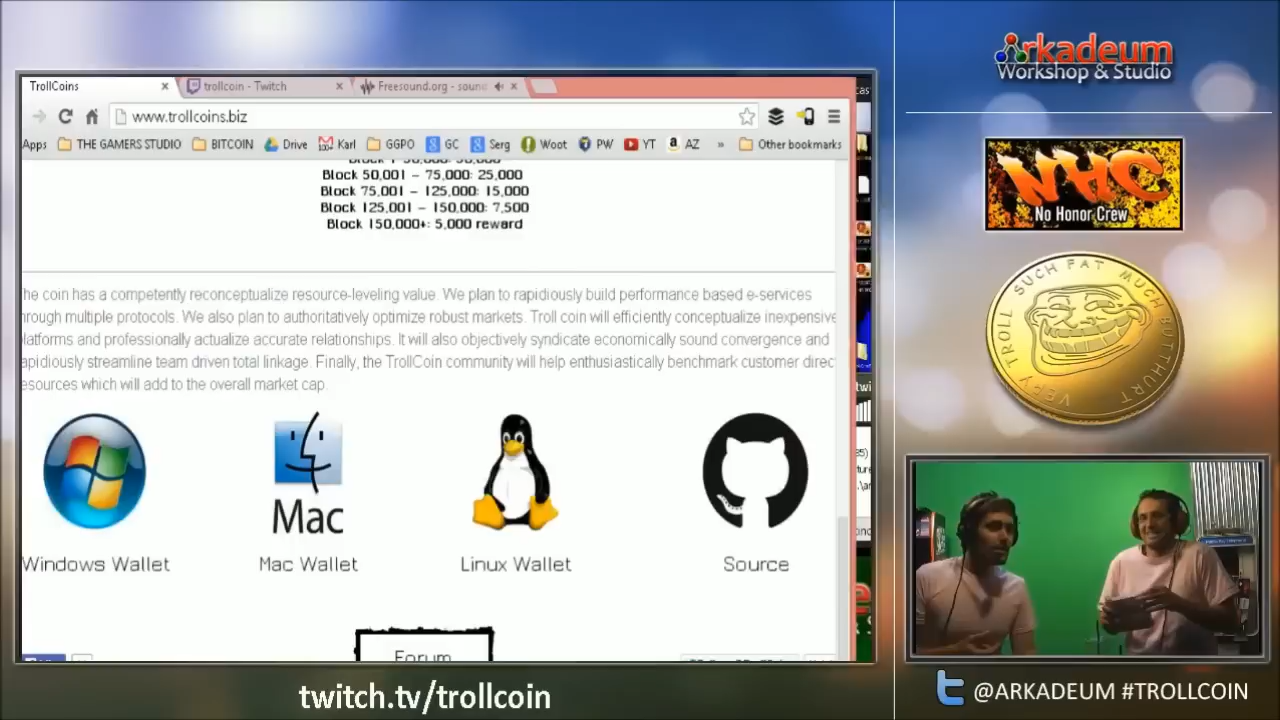 Arkadeum
Workshop & Studio
TrollCoins
trollcoin - Twitch
Freesound.org - soun
www.trollcoins.biz
Apps THE GAMERS STUDIO BITCOIN Drive Karl GGPO GC Serg Woot PW YT AZ » Other bookmarks
Block 50,001 – 75,000: 25,000
Block 75,001 – 125,000: 15,000
Block 125,001 – 150,000: 7,500
Block 150,000+: 5,000 reward
NHC
No Honor Crew
he coin has a competently reconceptualize resource-leveling value. We plan to rapidiously build performance based e-services
hrough multiple protocols. We also plan to authoritatively optimize robust markets. Troll coin will efficiently conceptualize inexpensive
latforms and professionally actualize accurate relationships. It will also objectively syndicate economically sound convergence and
apidiously streamline team driven total linkage. Finally, the TrollCoin community will help enthusiastically benchmark customer direc
esources which will add to the overall market cap.
VERY TROLL SUCH FAT MUCH BUTTHURT
Mac
Windows Wallet
Mac Wallet
Linux Wallet
Source
Forum
twitch.tv/trollcoin
@ARKADEUM #TROLLCOIN